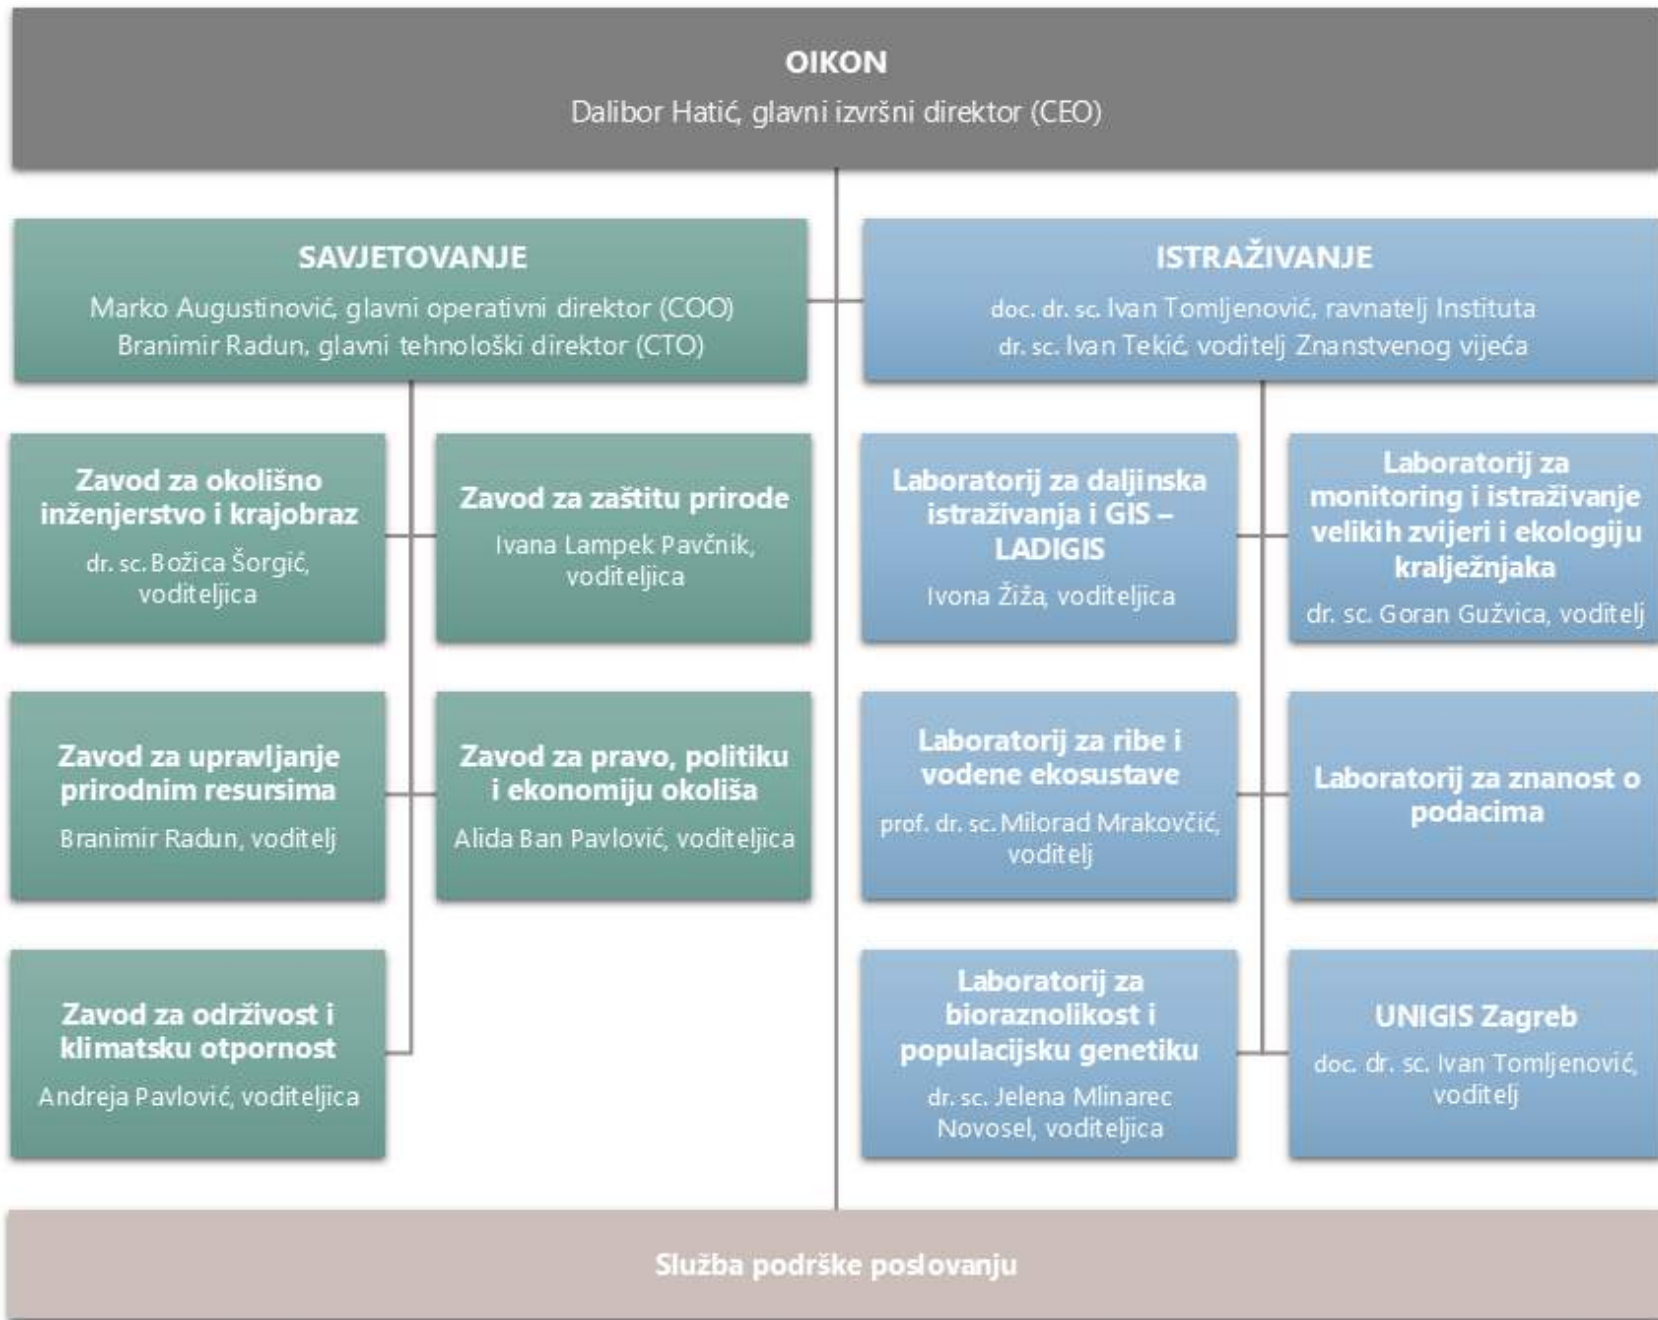 OIKON
Dalibor Hatić, glavni izvršni direktor (CEO)
SAVJETOVANJE
Marko Augustinović, glavni operativni direktor (COO)
Branimir Radun, glavni tehnološki direktor (CTO)
ISTRAŽIVANJE
doc. dr. sc. Ivan Tomljenović, ravnatelj Instituta
dr. sc. Ivan Tekić, voditelj Znanstvenog vijeća
Zavod za okolišno
inženjerstvo i krajobraz
dr. sc. Božica Šorgić,
voditeljica
Zavod za zaštitu prirode
Ivana Lampek Pavčnik,
voditeljica
Laboratorij za daljinska
istraživanja i GIS –
LADIGIS
Ivona Žiža, voditeljica
Laboratorij za
monitoring i istraživanje
velikih zvijeri i ekologiju
kralježnjaka
dr. sc. Goran Gužvica, voditelj
Zavod za upravljanje
prirodnim resursima
Branimir Radun, voditelj
Zavod za pravo, politiku
i ekonomiju okoliša
Alida Ban Pavlović, voditeljica
Laboratorij za ribe i
vodene ekosustave
prof. dr. sc. Milorad Mrakovčić,
voditelj
Laboratorij za znanost o
podacima
Zavod za održivost i
klimatsku otpornost
Andreja Pavlović, voditeljica
Laboratorij za
bioraznolikost i
populacijsku genetiku
dr. sc. Jelena Mlinarec
Novosel, voditeljica
UNIGIS Zagreb
doc. dr. sc. Ivan Tomljenović,
voditelj
Služba podrške poslovanju